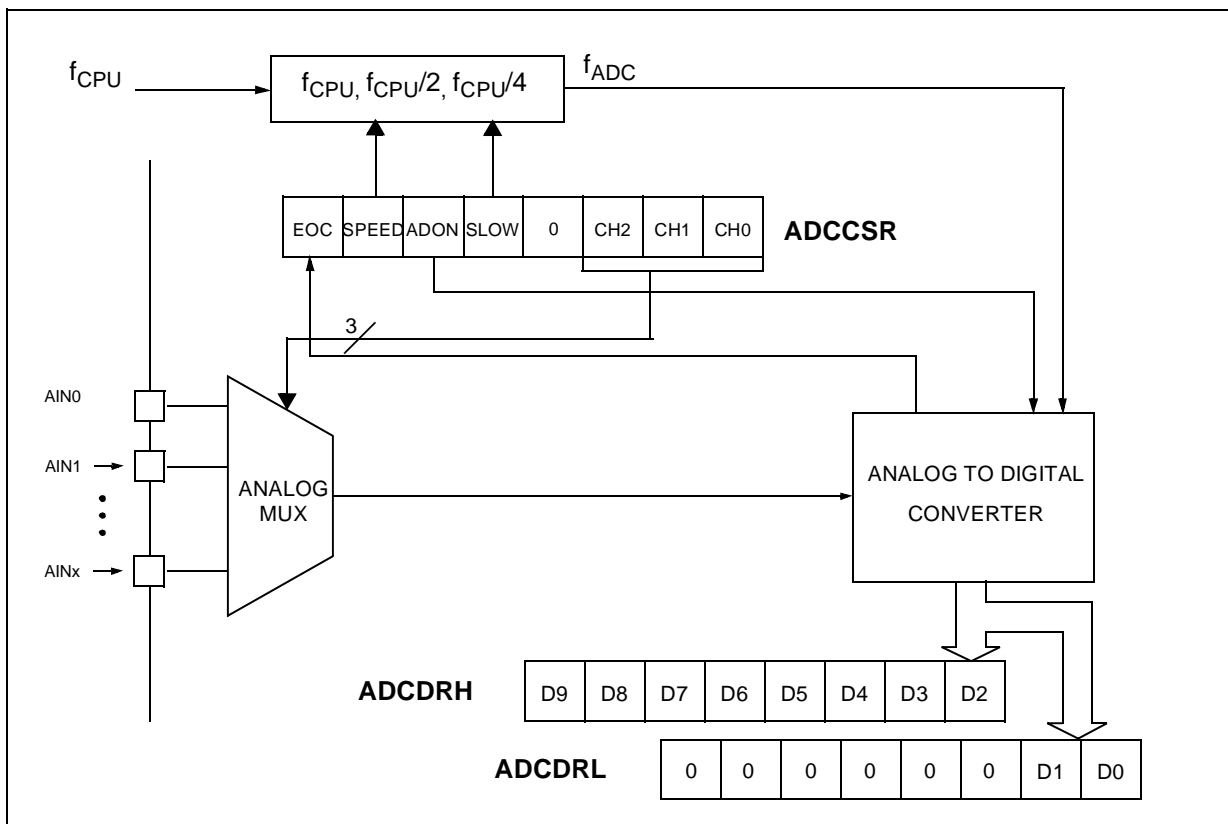 fCPU
fCPU, fCPU/2, fCPU/4
fADC
EOC SPEED ADON SLOW 0 CH2 CH1 CH0
ADCCSR
3
AIN0
AIN1
AINx
ANALOG
MUX
ANALOG TO DIGITAL
CONVERTER
ADCDRH
D9 D8 D7 D6 D5 D4 D3 D2
ADCDRL
0 0 0 0 0 0 D1 D0